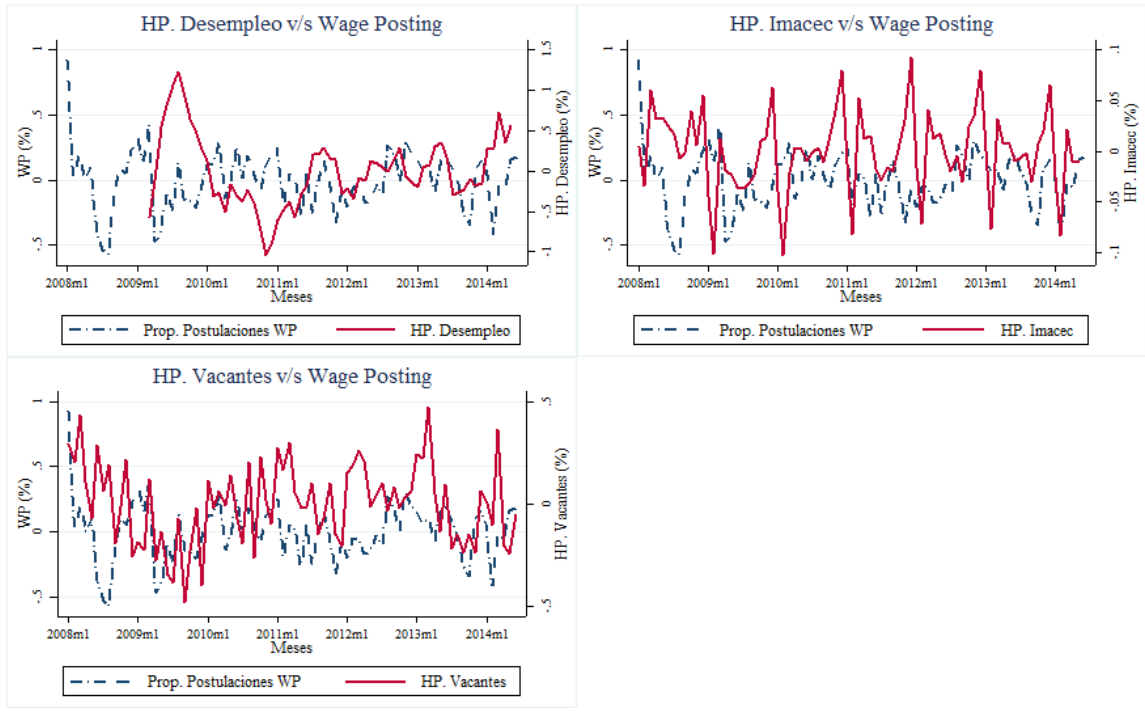 HP. Desempleo v/s Wage Posting
WP (%)
1
.5
0
-.5
1.5
1
.5
0
-.5
-1
HP. Desempleo (%)
2008m1 2009m1 2010m1 2011m1 2012m1 2013m1 2014m1
Meses
Prop. Postulaciones WP HP. Desempleo
HP. Imacec v/s Wage Posting
WP (%)
1
.5
0
-.5
.1
.05
0
-.05
-.1
HP. Imacec (%)
2008m1 2009m1 2010m1 2011m1 2012m1 2013m1 2014m1
Meses
Prop. Postulaciones WP HP. Imacec
HP. Vacantes v/s Wage Posting
WP (%)
1
.5
0
-.5
.5
0
-.5
HP. Vacantes (%)
2008m1 2009m1 2010m1 2011m1 2012m1 2013m1 2014m1
Meses
Prop. Postulaciones WP HP. Vacantes